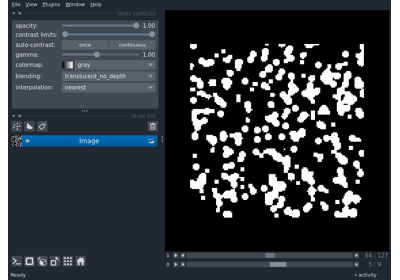 File View Plugins Window Help
layer controls
opacity: 1.00
contrast limits:
auto-contrast: once continuous
gamma: 1.00
colormap: gray
blending: translucent_no_depth
interpolation: nearest
layer list
Image
1 64 127
0 5 9
Ready activity